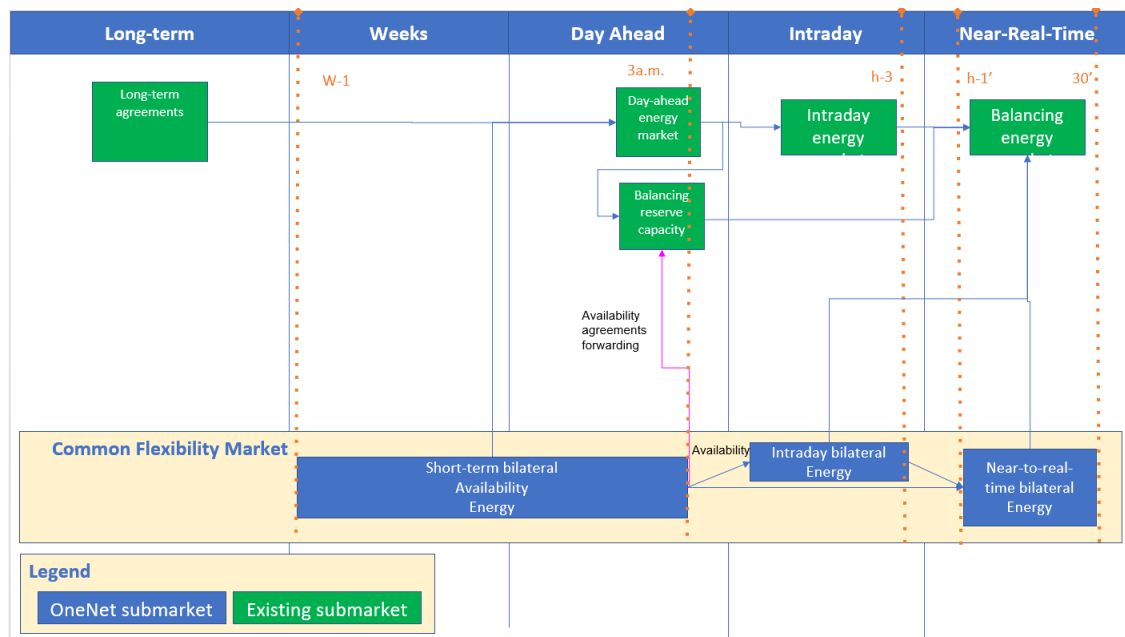 Long-term
Weeks
Day Ahead
Intraday
Near-Real-Time
W-1
3a.m.
h-3
h-1’
30’
Long-term
agreements
Day-ahead
energy
market
Intraday
energy
Balancing
energy
Balancing
reserve
capacity
Availability
agreements
forwarding
Common Flexibility Market
Short-term bilateral
Availability
Energy
Availability
Intraday bilateral
Energy
Near-to-real-
time bilateral
Energy
Legend
OneNet submarket
Existing submarket